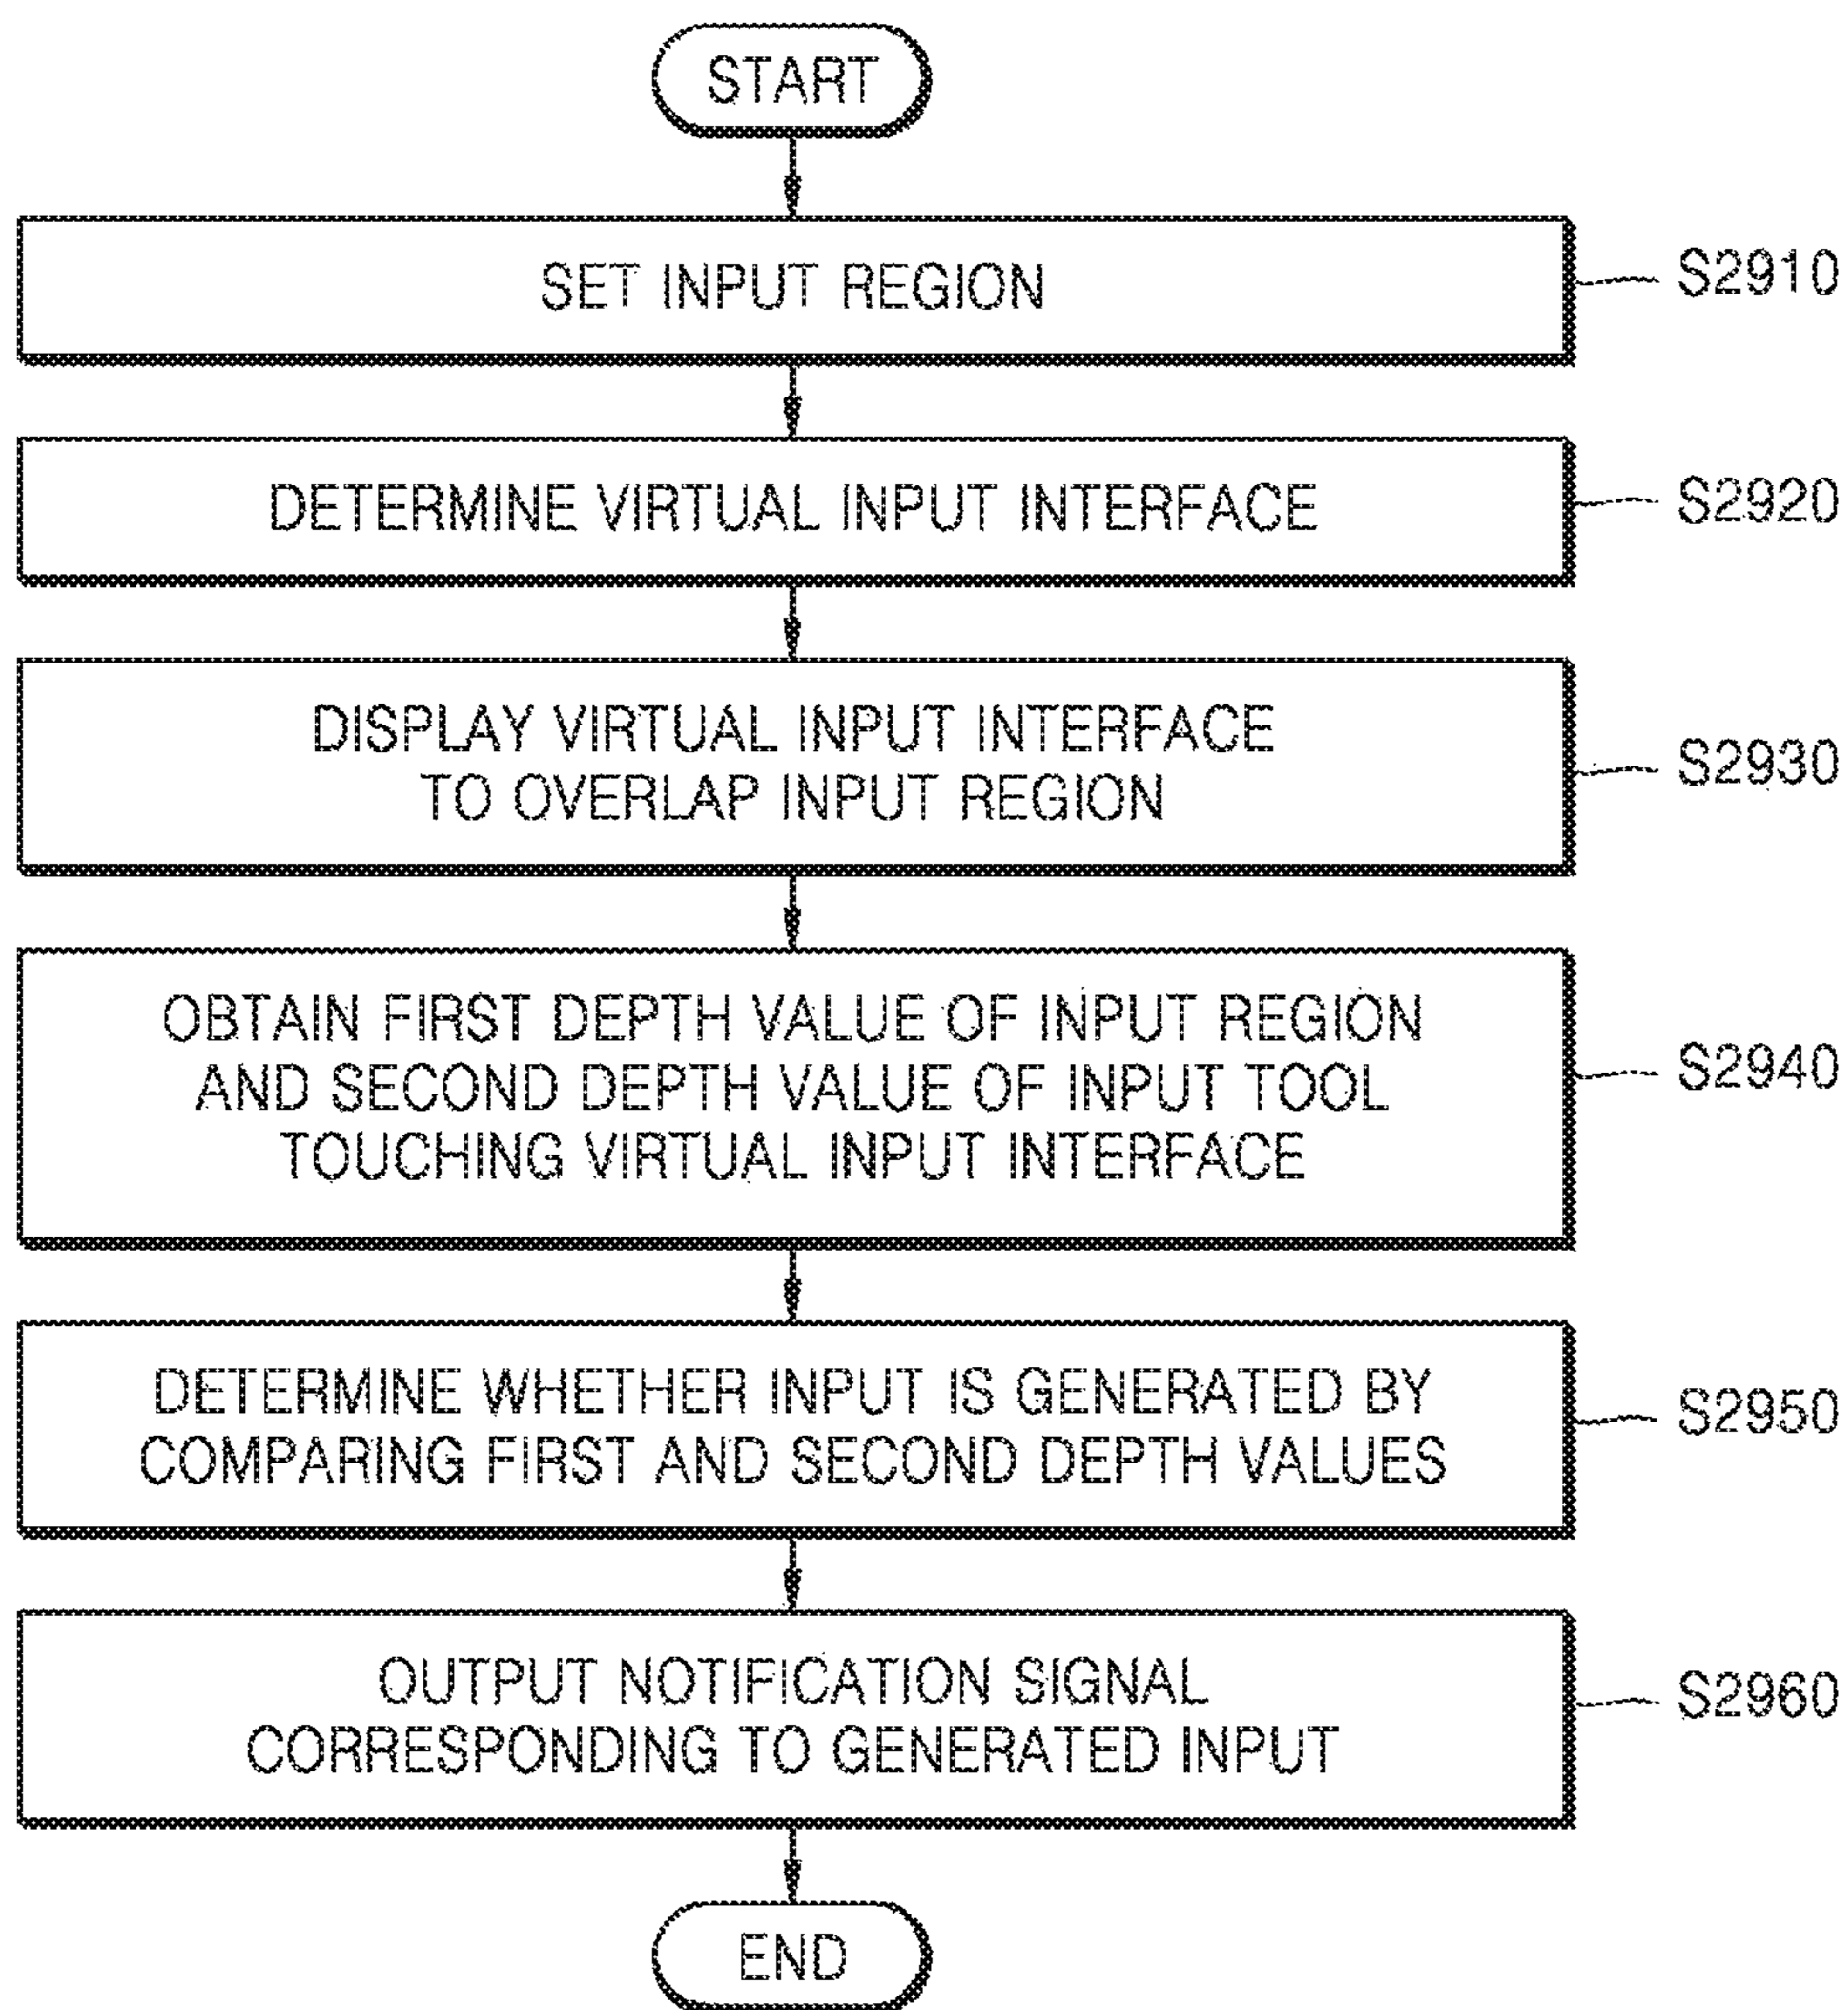 START
SET INPUT REGION
S2910
DETERMINE VIRTUAL INPUT INTERFACE
S2920
DISPLAY VIRTUAL INPUT INTERFACE
TO OVERLAP INPUT REGION
S2930
OBTAIN FIRST DEPTH VALUE OF INPUT REGION
AND SECOND DEPTH VALUE OF INPUT TOOL
TOUCHING VIRTUAL INPUT INTERFACE
S2940
DETERMINE WHETHER INPUT IS GENERATED BY
COMPARING FIRST AND SECOND DEPTH VALUES
S2950
OUTPUT NOTIFICATION SIGNAL
CORRESPONDING TO GENERATED INPUT
S2960
END